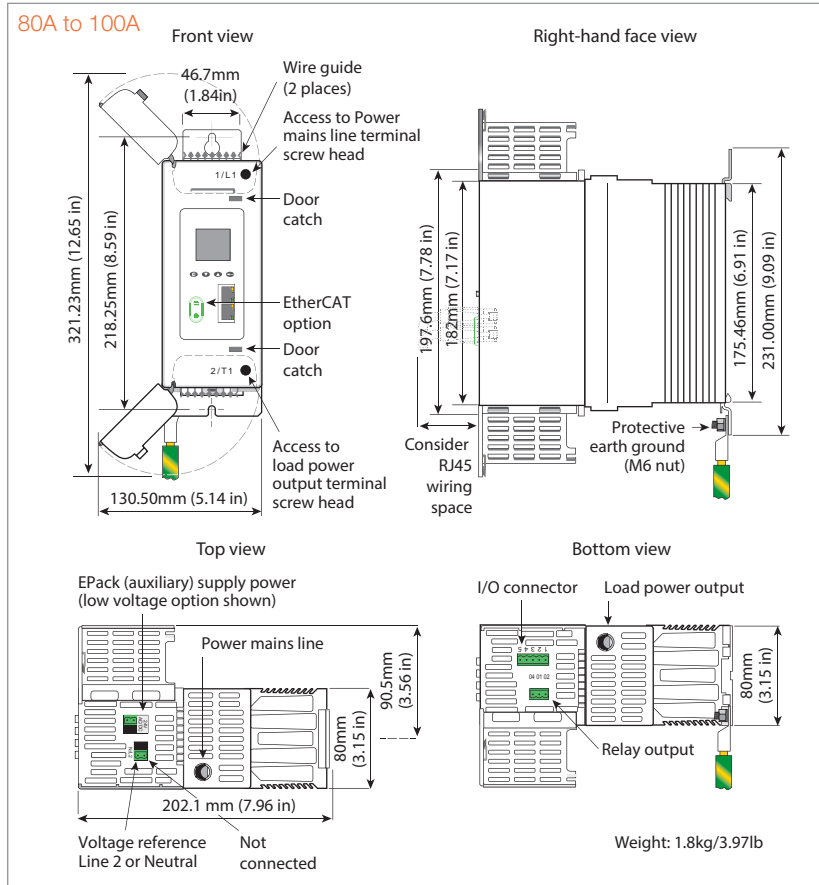 80A to 100A
Front view
Right-hand face view
46.7mm
(1.84in)
Wire guide
(2 places)
Access to Power
mains line terminal
screw head
1/L1
Door
catch
321.23mm (12.65 in)
218.25mm (8.59 in)
EtherCAT
option
Door
catch
2/T1
Access to
load power
output terminal
screw head
130.50mm (5.14 in)
197.6mm (7.78 in)
182mm (7.17 in)
175.46mm (6.91 in)
231.00mm (9.09 in)
Consider
RJ45
wiring
space
Protective
earth ground
(M6 nut)
Top view
EPack (auxiliary) supply power
(low voltage option shown)
Power mains line
90.5mm
(3.56 in)
80mm
(3.15 in)
202.1 mm (7.96 in)
Voltage reference
Line 2 or Neutral
Not
connected
Bottom view
I/O connector
Load power output
5 4 3 2 1
04 01 02
80mm
(3.15 in)
Relay output
Weight: 1.8kg/3.97lb